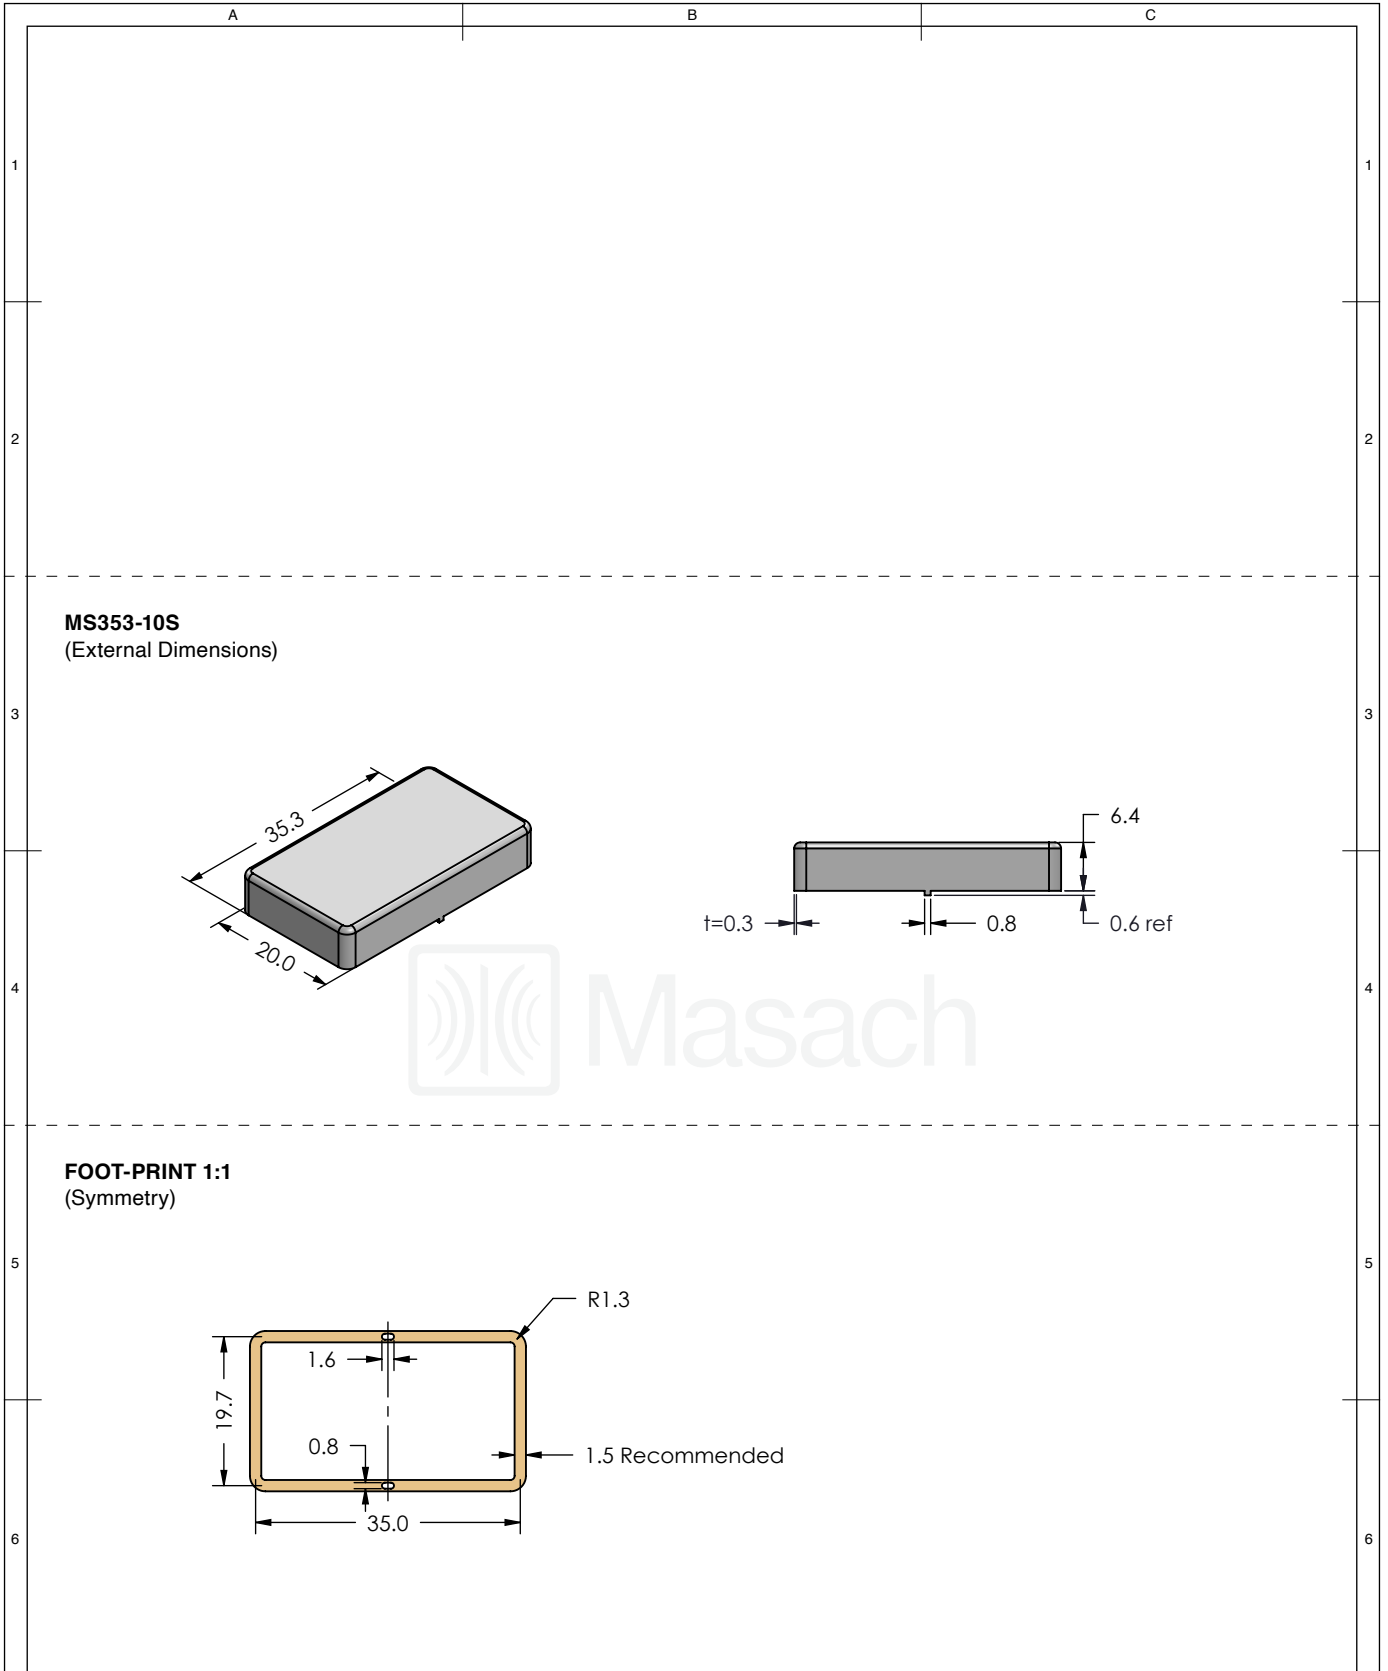 A B C
1 1
2 2
MS353-10S
(External Dimensions)
3 3
35.3
20.0
6.4
t=0.3
0.8
0.6 ref
4 4
Masach
FOOT-PRINT 1:1
(Symmetry)
5 5
R1.3
1.6
19.7
0.8
1.5 Recommended
35.0
6 6